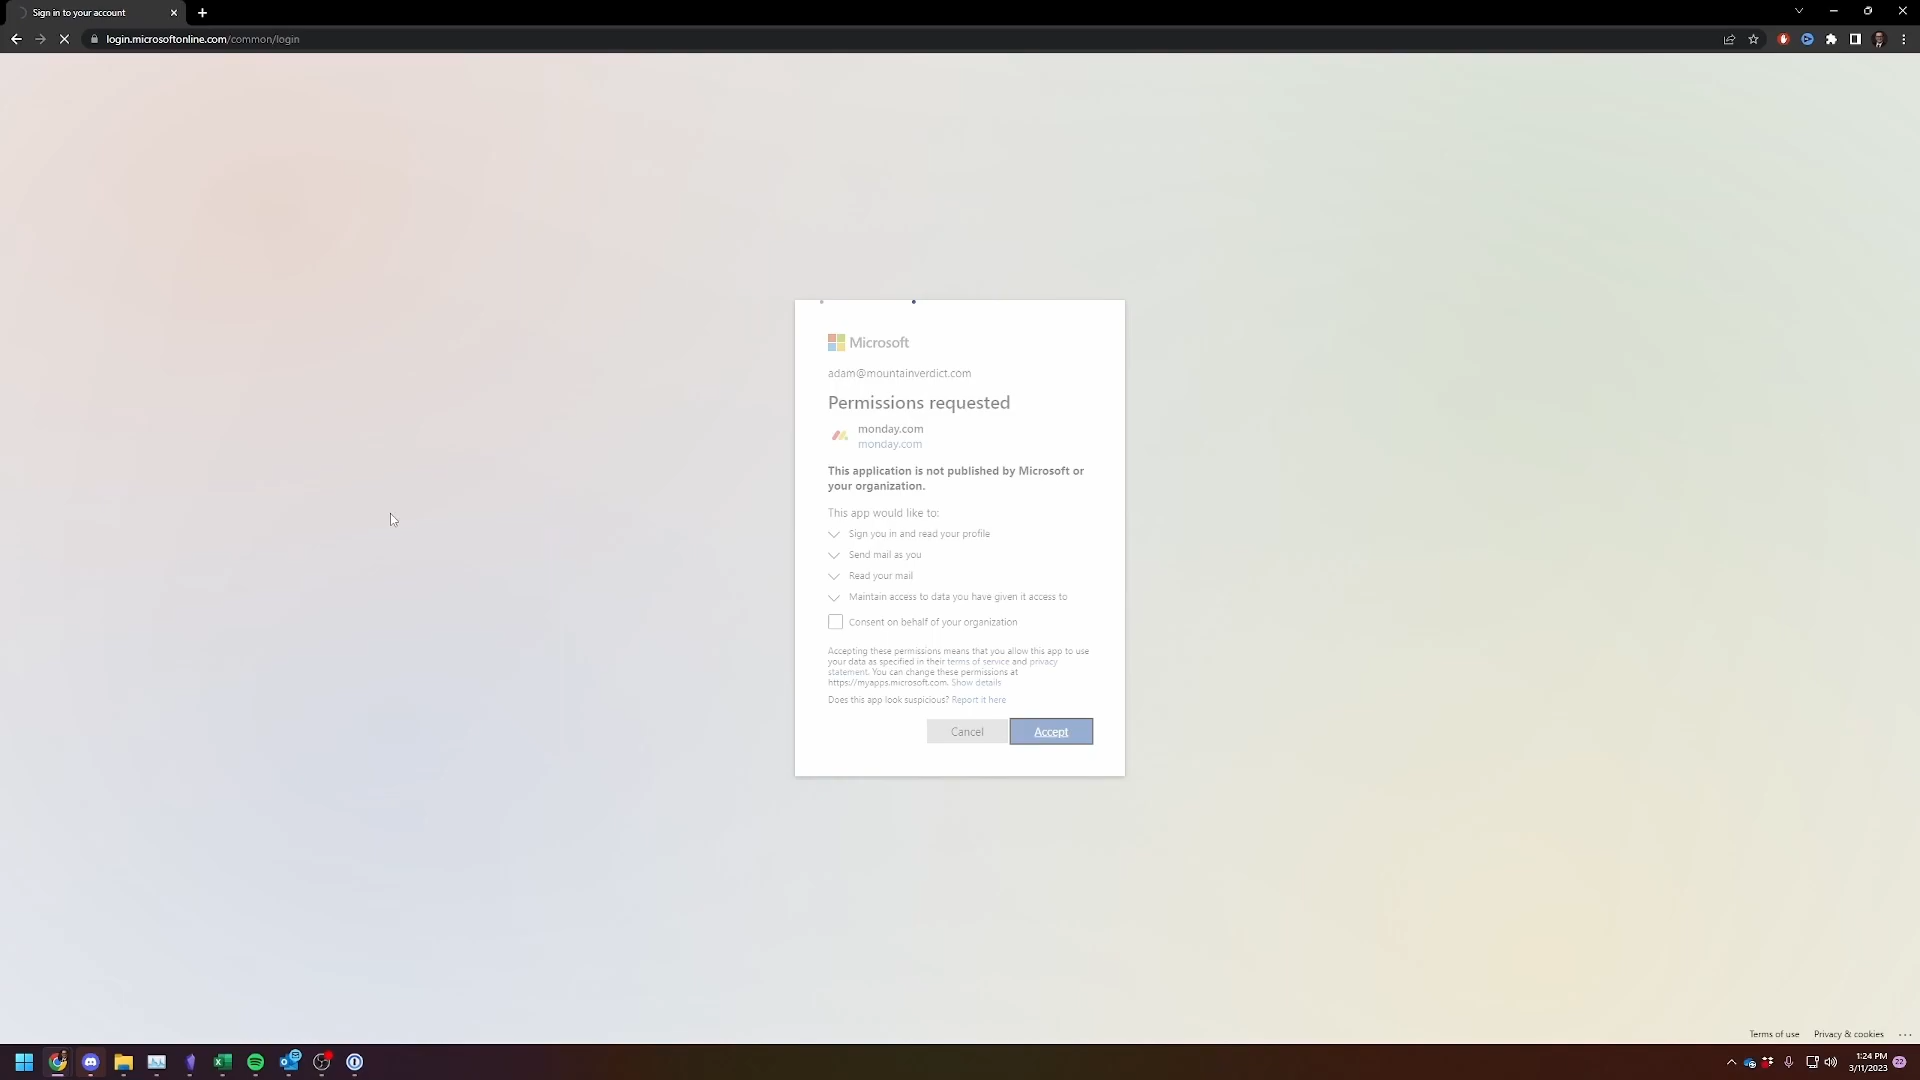 Sign in to your account
login.microsoftonline.com/common/login
Microsoft
adam@mountainverdict.com
Permissions requested
monday.com
monday.com
This application is not published by Microsoft or
your organization.
This app would like to:
Sign you in and read your profile
Send mail as you
Read your mail
Maintain access to data you have given it access to
Consent on behalf of your organization
Accepting these permissions means that you allow this app to use
your data as specified in their terms of service and privacy
statement. You can change these permissions at
https://myapps.microsoft.com. Show details
Does this app look suspicious? Report it here
Cancel
Accept
Terms of use
Privacy & cookies
1:24 PM
3/11/2023
22